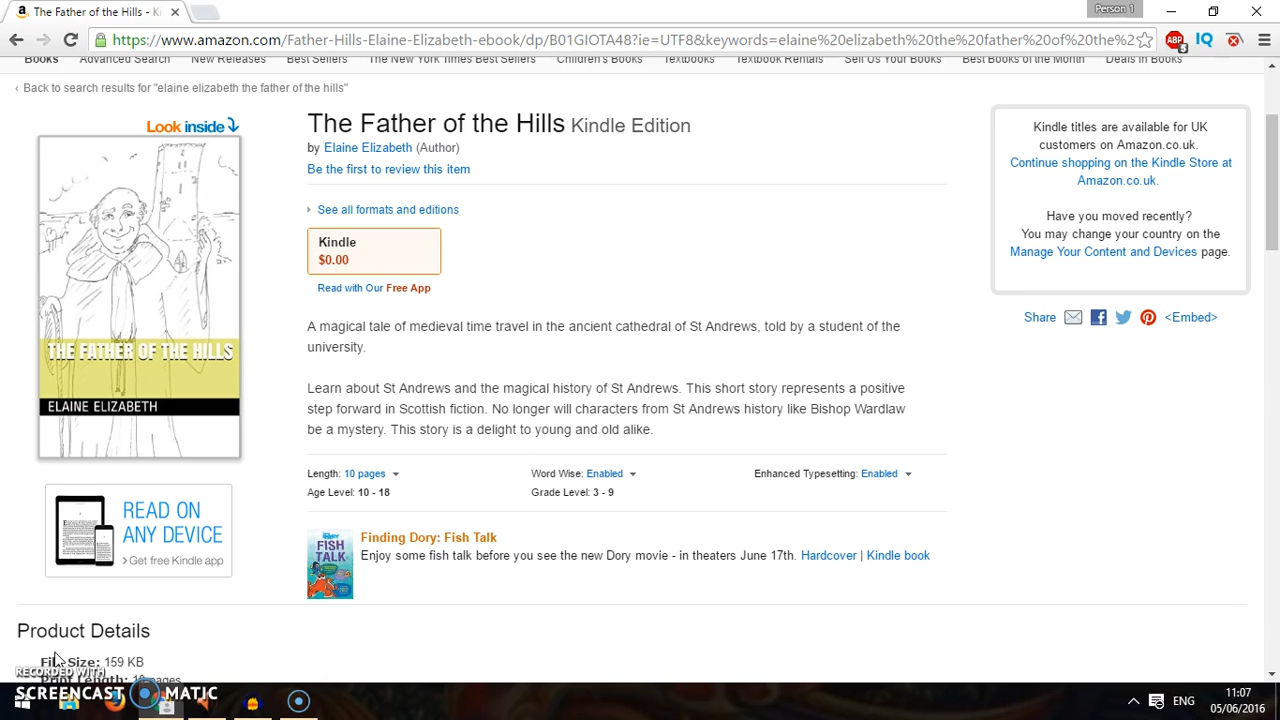 The Father of the Hills - Ki
Person 1
https://www.amazon.com/Father-Hills-Elaine-Elizabeth-ebook/dp/B01GIOTA48?ie=UTF8&keywords=elaine%20elizabeth%20the%20father%20of%20the%2
ABP
5
IQ
Books Advanced Search New Releases Best Sellers The New York Times Best Sellers Children's Books Textbooks Textbook Rentals Sell Us Your Books Best Books of the Month Deals in Books
‹ Back to search results for "elaine elizabeth the father of the hills"
Look inside
THE FATHER OF THE HILLS
ELAINE ELIZABETH
READ ON
ANY DEVICE
› Get free Kindle app
The Father of the Hills Kindle Edition
by Elaine Elizabeth (Author)
Be the first to review this item
See all formats and editions
Kindle
$0.00
Read with Our Free App
A magical tale of medieval time travel in the ancient cathedral of St Andrews, told by a student of the
university.
Learn about St Andrews and the magical history of St Andrews. This short story represents a positive
step forward in Scottish fiction. No longer will characters from St Andrews history like Bishop Wardlaw
be a mystery. This story is a delight to young and old alike.
Length: 10 pages Word Wise: Enabled Enhanced Typesetting: Enabled
Age Level: 10 - 18 Grade Level: 3 - 9
DORY
FISH
TALK
Finding Dory: Fish Talk
Enjoy some fish talk before you see the new Dory movie - in theaters June 17th. Hardcover | Kindle book
Kindle titles are available for UK
customers on Amazon.co.uk.
Continue shopping on the Kindle Store at
Amazon.co.uk.
Have you moved recently?
You may change your country on the
Manage Your Content and Devices page.
Share <Embed>
Product Details
File Size: 159 KB
Print Length: 10 pages
RECORDED WITH
SCREENCAST MATIC
ENG
11:07
05/06/2016